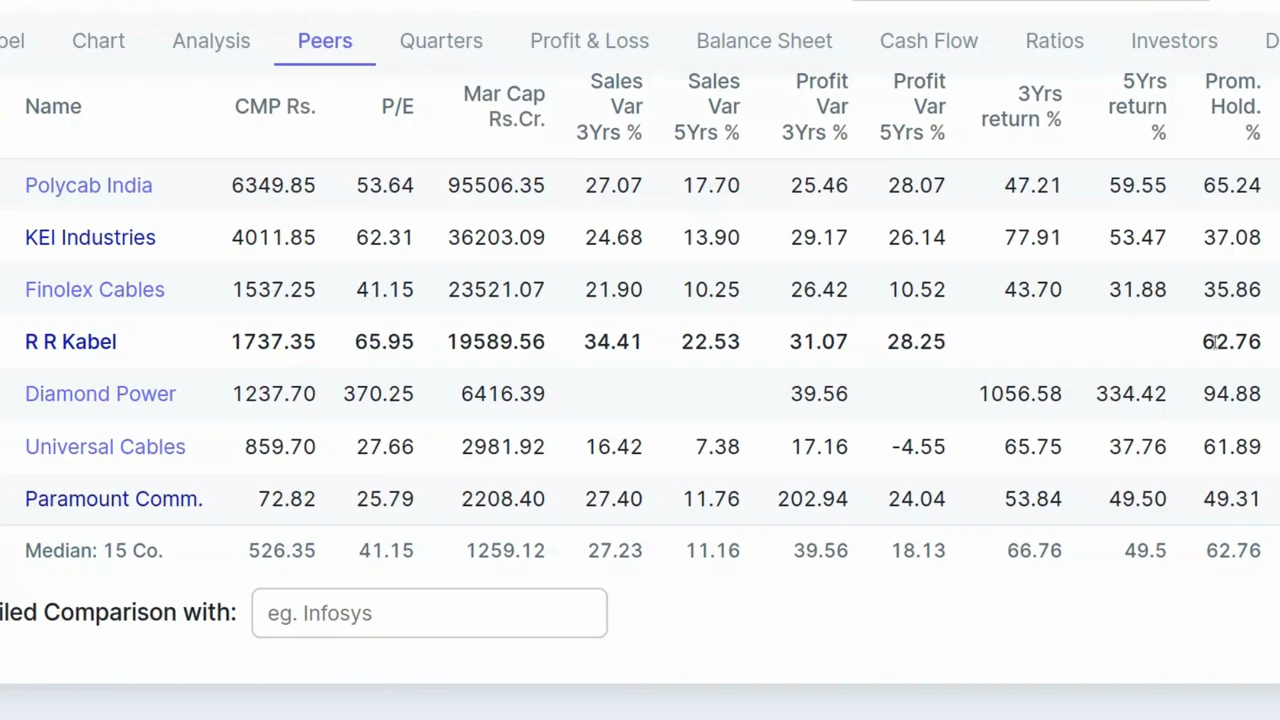 Chart Analysis Peers Quarters Profit & Loss Balance Sheet Cash Flow Ratios Investors
Name CMP Rs. P/E Mar Cap Rs.Cr. Sales Var 3Yrs % Sales Var 5Yrs % Profit Var 3Yrs % Profit Var 5Yrs % 3Yrs return % 5Yrs return % Prom. Hold. %
Polycab India 6349.85 53.64 95506.35 27.07 17.70 25.46 28.07 47.21 59.55 65.24
KEI Industries 4011.85 62.31 36203.09 24.68 13.90 29.17 26.14 77.91 53.47 37.08
Finolex Cables 1537.25 41.15 23521.07 21.90 10.25 26.42 10.52 43.70 31.88 35.86
R R Kabel 1737.35 65.95 19589.56 34.41 22.53 31.07 28.25 62.76
Diamond Power 1237.70 370.25 6416.39 39.56 1056.58 334.42 94.88
Universal Cables 859.70 27.66 2981.92 16.42 7.38 17.16 -4.55 65.75 37.76 61.89
Paramount Comm. 72.82 25.79 2208.40 27.40 11.76 202.94 24.04 53.84 49.50 49.31
Median: 15 Co. 526.35 41.15 1259.12 27.23 11.16 39.56 18.13 66.76 49.5 62.76
iled Comparison with: eg. Infosys